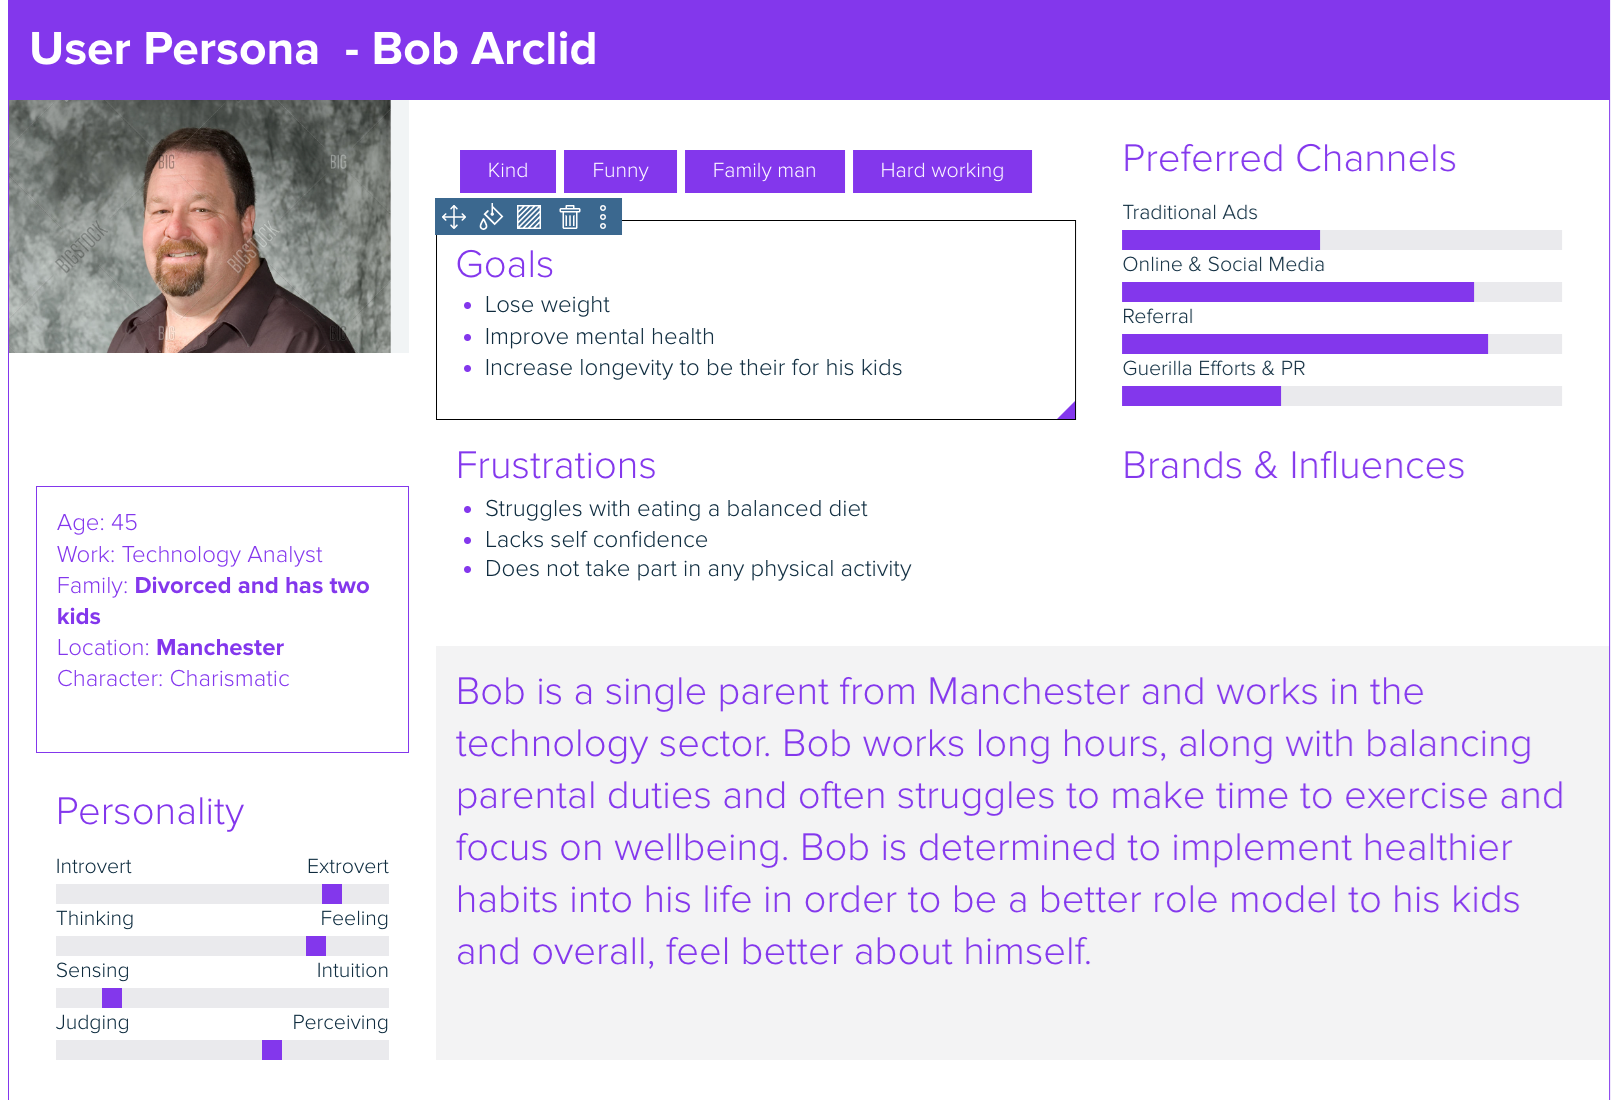 User Persona - Bob Arclid
BIG
BIG
BIGSTOCK
BIGSTOCK
BIG
BIG
Kind
Funny
Family man
Hard working
Goals
Lose weight
Improve mental health
Increase longevity to be their for his kids
Frustrations
Struggles with eating a balanced diet
Lacks self confidence
Does not take part in any physical activity
Preferred Channels
Traditional Ads
Online & Social Media
Referral
Guerilla Efforts & PR
Brands & Influences
Age: 45
Work: Technology Analyst
Family: Divorced and has two
kids
Location: Manchester
Character: Charismatic
Personality
Introvert Extrovert
Thinking Feeling
Sensing Intuition
Judging Perceiving
Bob is a single parent from Manchester and works in the
technology sector. Bob works long hours, along with balancing
parental duties and often struggles to make time to exercise and
focus on wellbeing. Bob is determined to implement healthier
habits into his life in order to be a better role model to his kids
and overall, feel better about himself.